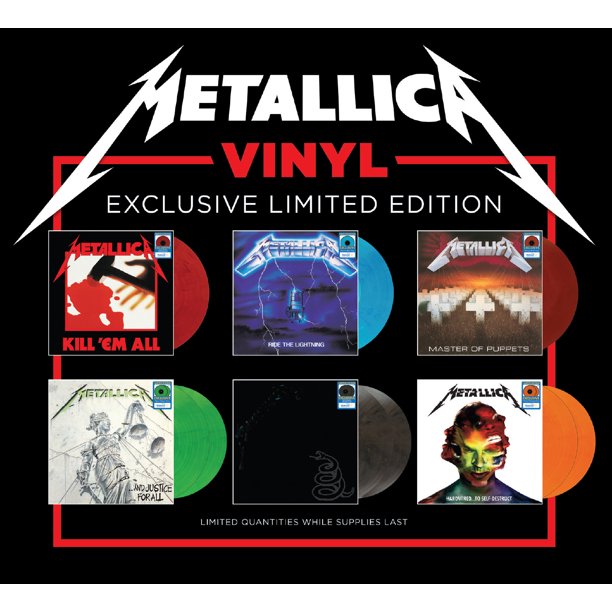 METALLICA
VINYL
EXCLUSIVE LIMITED EDITION
METALLICA
KILL 'EM ALL
METALLICA
RIDE THE LIGHTNING
METALLICA
MASTER OF PUPPETS
METALLICA
...AND JUSTICE
FOR ALL
METALLICA
HARDWIRED...TO SELF-DESTRUCT
LIMITED QUANTITIES WHILE SUPPLIES LAST